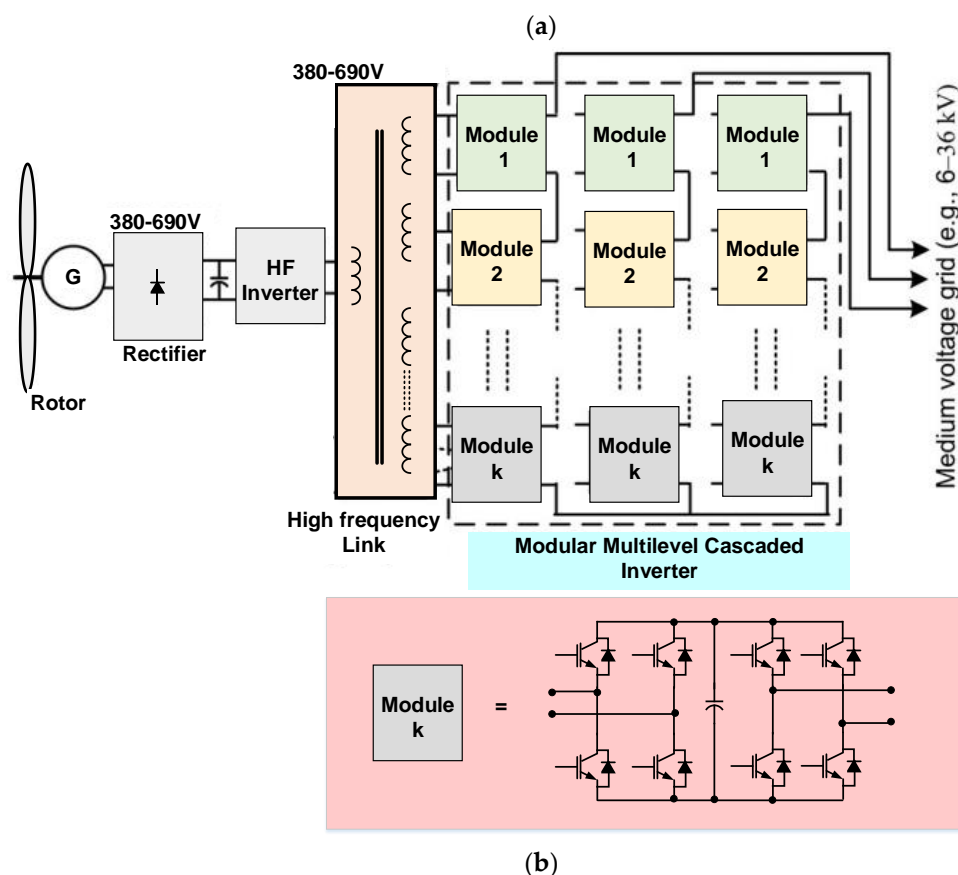 (a)
380-690V
Module
1
Module
1
Module
1
380-690V
G
HF
Inverter
Module
2
Module
2
Module
2
Rectifier
Rotor
Module
k
Module
k
Module
k
High frequency
Link
Modular Multilevel Cascaded
Inverter
Medium voltage grid (e.g., 6–36 kV)
Module
k
=
(b)